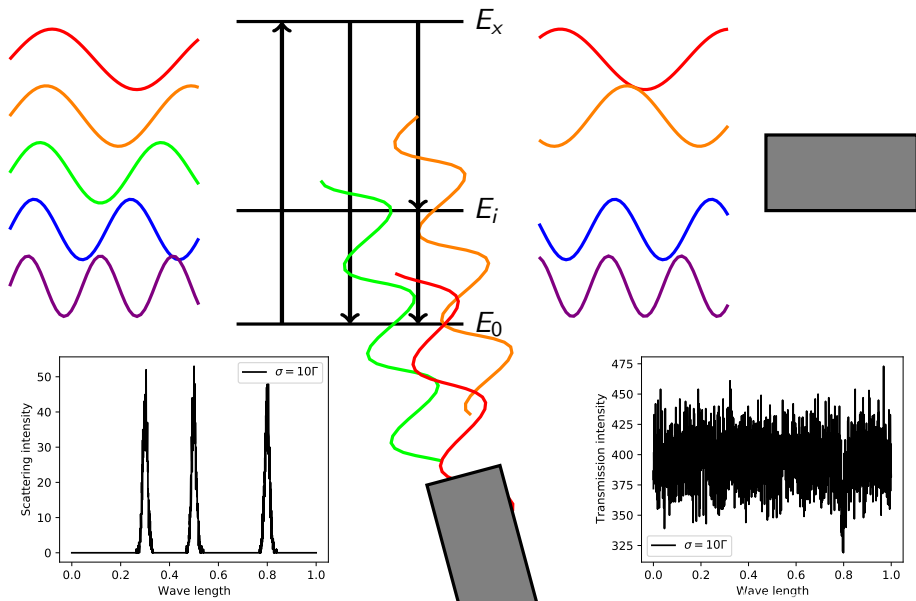 E_x
E_i
E_0
50
40
30
20
10
0
Scattering intensity
σ = 10Γ
0.0 0.2 0.4 0.6 0.8 1.0
Wave length
475
450
425
400
375
350
325
Transmission intensity
σ = 10Γ
0.0 0.2 0.4 0.6 0.8 1.0
Wave length